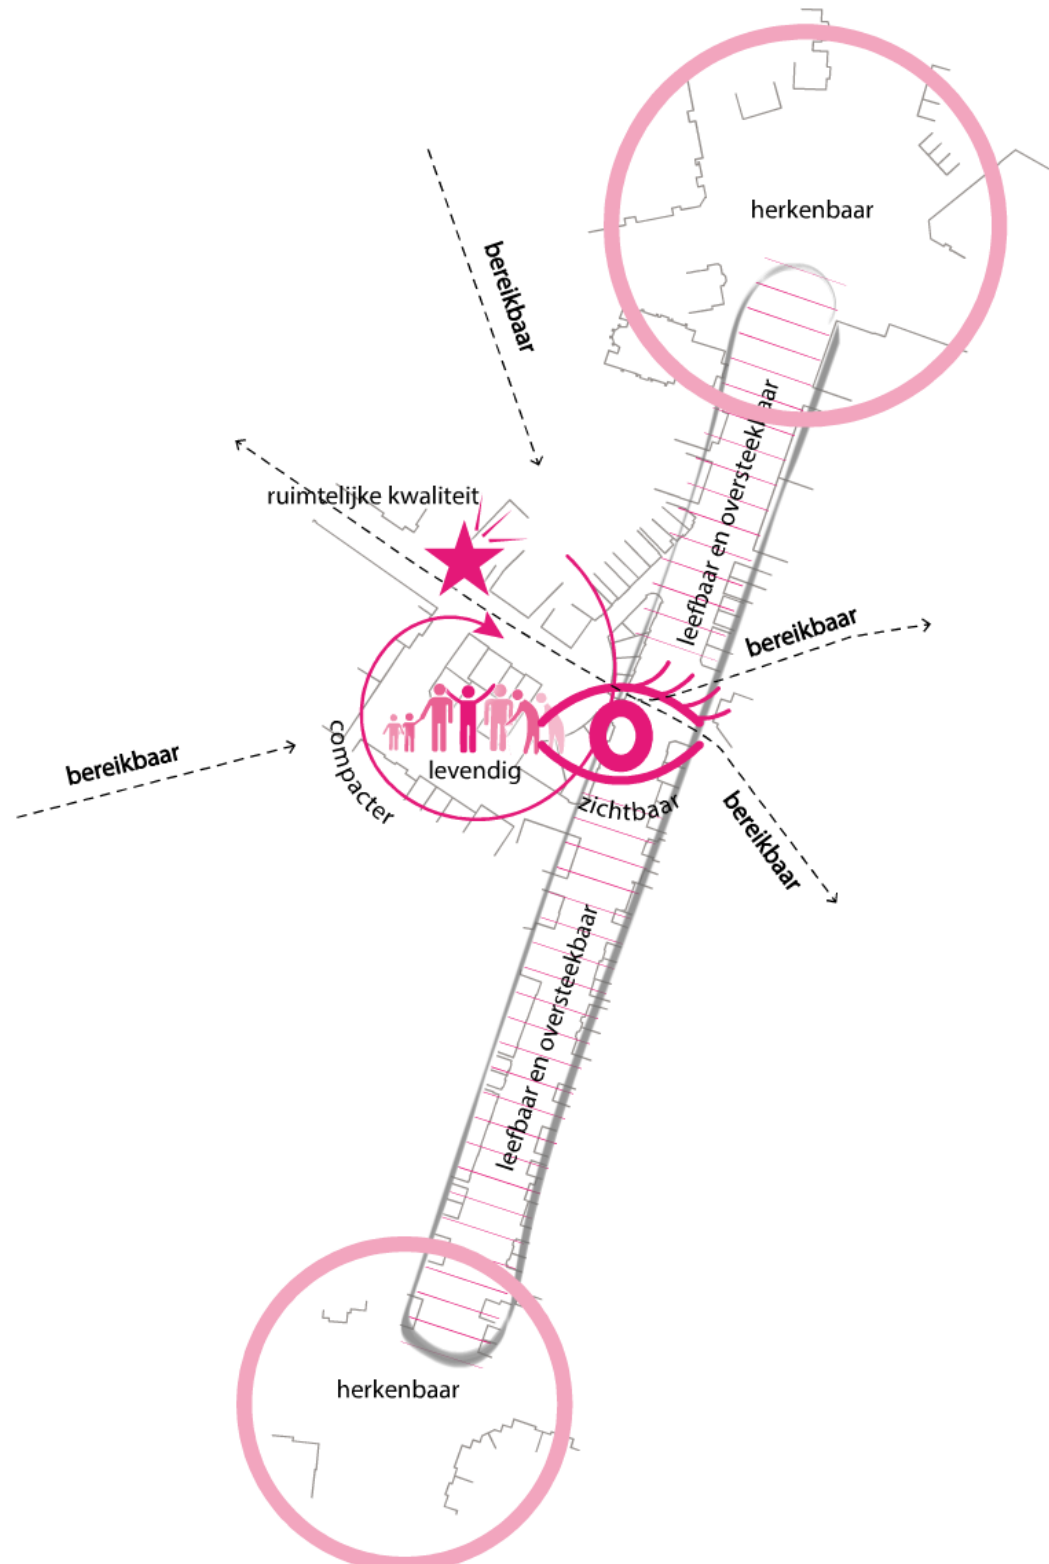 herkenbaar
bereikbaar
leefbaar en oversteekbaar
ruimtelijke kwaliteit
bereikbaar
bereikbaar
levendig
compacter
zichtbaar
bereikbaar
leefbaar en oversteekbaar
herkenbaar